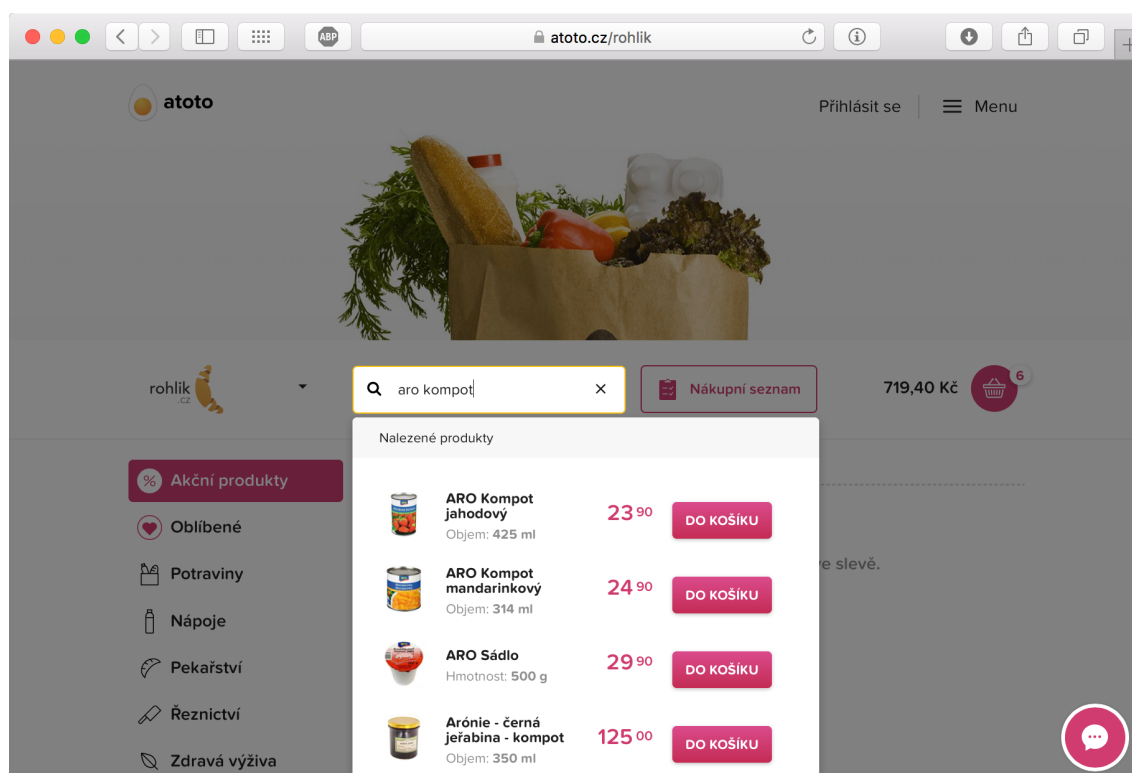 ABP
atoto.cz/rohlik
atoto
Přihlásit se
Menu
rohlik
.cz
aro kompot
Nákupní seznam
719,40 Kč
6
Nalezené produkty
Akční produkty
Oblíbené
Potraviny
Nápoje
Pekařství
Řeznictví
Zdravá výživa
ARO Kompot
jahodový
Objem: 425 ml
23 90
DO KOŠÍKU
ve slevě.
ARO Kompot
mandarinkový
Objem: 314 ml
24 90
DO KOŠÍKU
ARO Sádlo
Hmotnost: 500 g
29 90
DO KOŠÍKU
Arónie - černá
jeřabina - kompot
Objem: 350 ml
125 00
DO KOŠÍKU